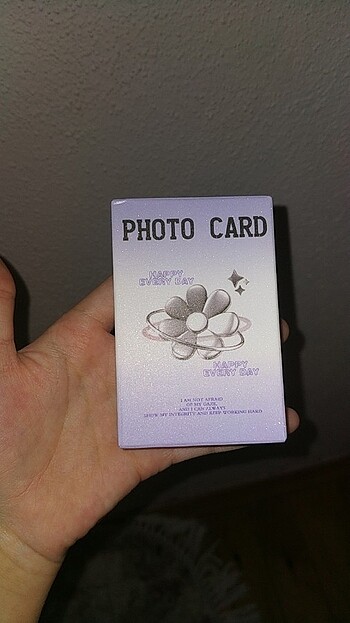 PHOTO CARD
HAPPY
EVERY DAY
HAPPY
EVERY DAY
I AM NOT AFRAID
OF MY GAZE,
AND I CAN ALWAYS
SHOW MY INTEGRITY AND KEEP WORKING HARD